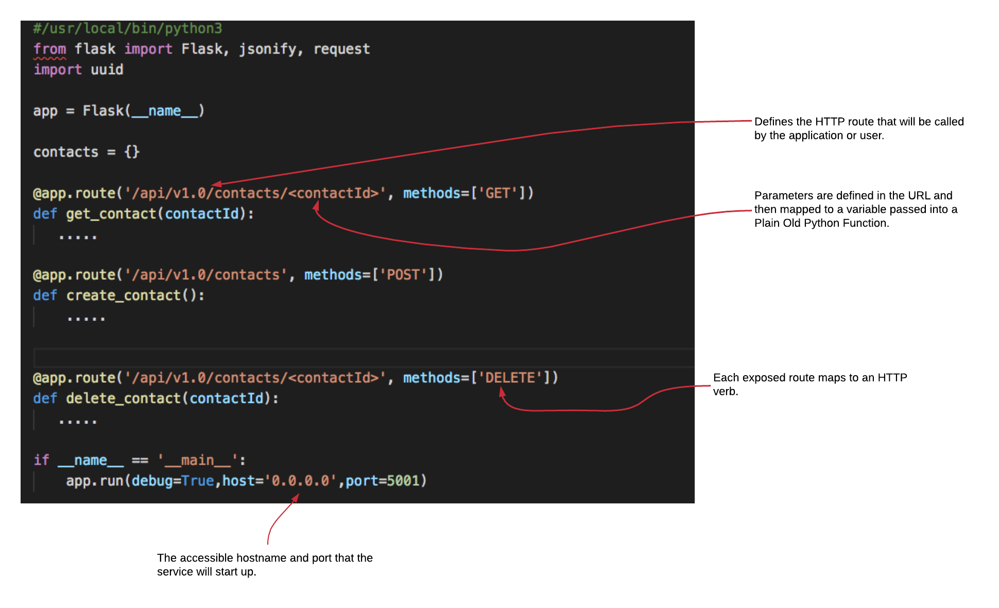 #/usr/local/bin/python3
from flask import Flask, jsonify, request
import uuid
app = Flask(__name__)
contacts = {}
@app.route('/api/v1.0/contacts/<contactId>', methods=['GET'])
def get_contact(contactId):
.....
@app.route('/api/v1.0/contacts', methods=['POST'])
def create_contact():
.....
@app.route('/api/v1.0/contacts/<contactId>', methods=['DELETE'])
def delete_contact(contactId):
.....
if __name__ == '__main__':
app.run(debug=True,host='0.0.0.0',port=5001)
Defines the HTTP route that will be called
by the application or user.
Parameters are defined in the URL and
then mapped to a variable passed into a
Plain Old Python Function.
Each exposed route maps to an HTTP
verb.
The accessible hostname and port that the
service will start up.